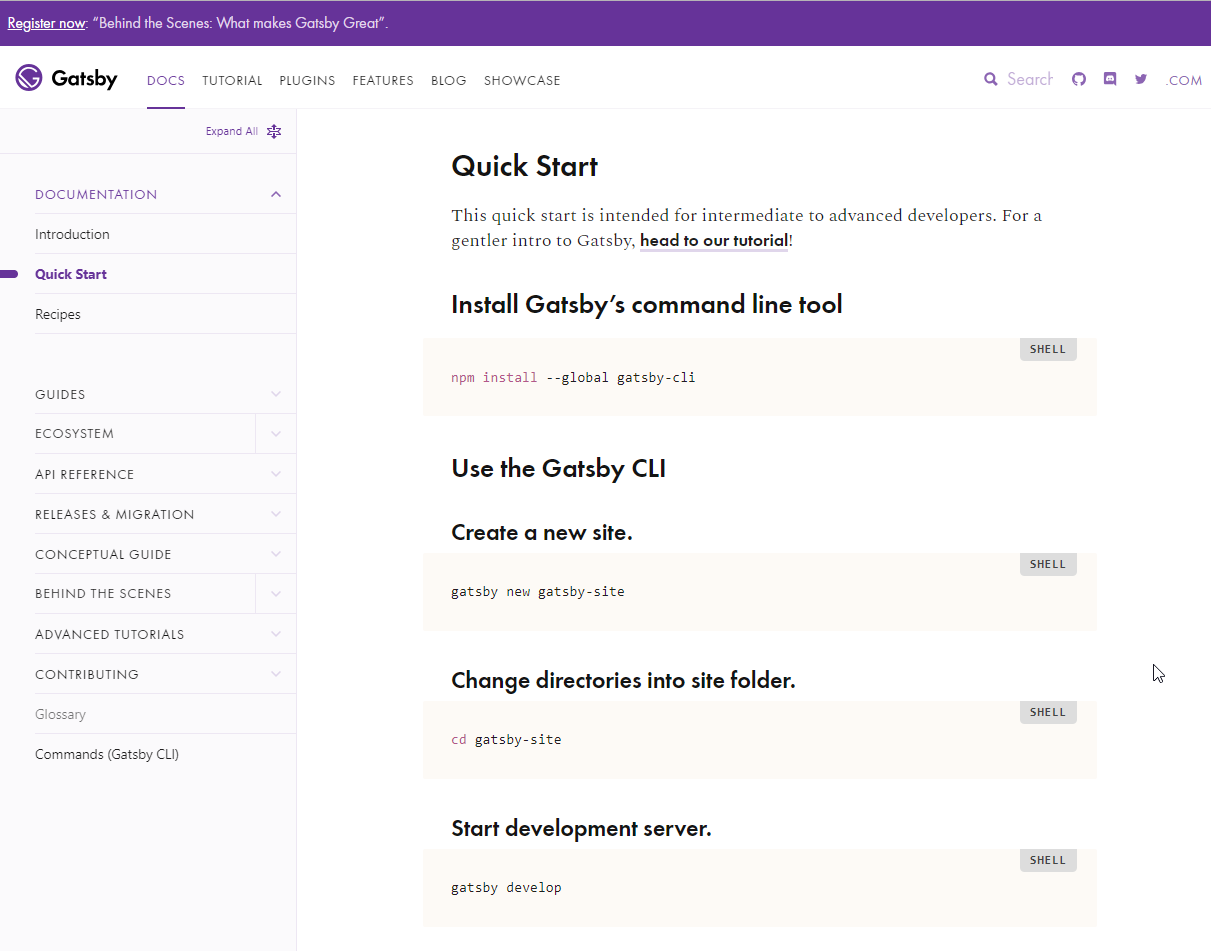 Register now: “Behind the Scenes: What makes Gatsby Great”.
Gatsby DOCS TUTORIAL PLUGINS FEATURES BLOG SHOWCASE Search .COM
Expand All
DOCUMENTATION
Introduction
Quick Start
Recipes
GUIDES
ECOSYSTEM
API REFERENCE
RELEASES & MIGRATION
CONCEPTUAL GUIDE
BEHIND THE SCENES
ADVANCED TUTORIALS
CONTRIBUTING
Glossary
Commands (Gatsby CLI)
Quick Start
This quick start is intended for intermediate to advanced developers. For a
gentler intro to Gatsby, head to our tutorial!
Install Gatsby’s command line tool
SHELL
npm install --global gatsby-cli
Use the Gatsby CLI
Create a new site.
SHELL
gatsby new gatsby-site
Change directories into site folder.
SHELL
cd gatsby-site
Start development server.
SHELL
gatsby develop